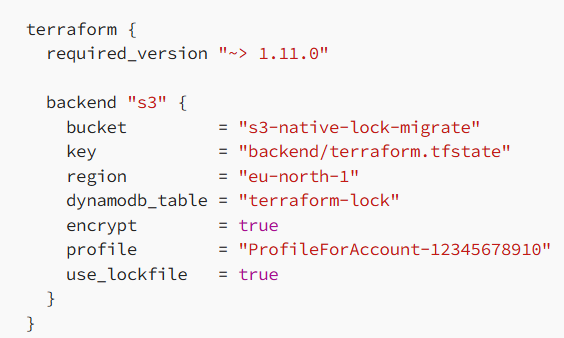 terraform {
  required_version "~> 1.11.0"

  backend "s3" {
    bucket         = "s3-native-lock-migrate"
    key            = "backend/terraform.tfstate"
    region         = "eu-north-1"
    dynamodb_table = "terraform-lock"
    encrypt        = true
    profile        = "ProfileForAccount-12345678910"
    use_lockfile   = true
  }
}